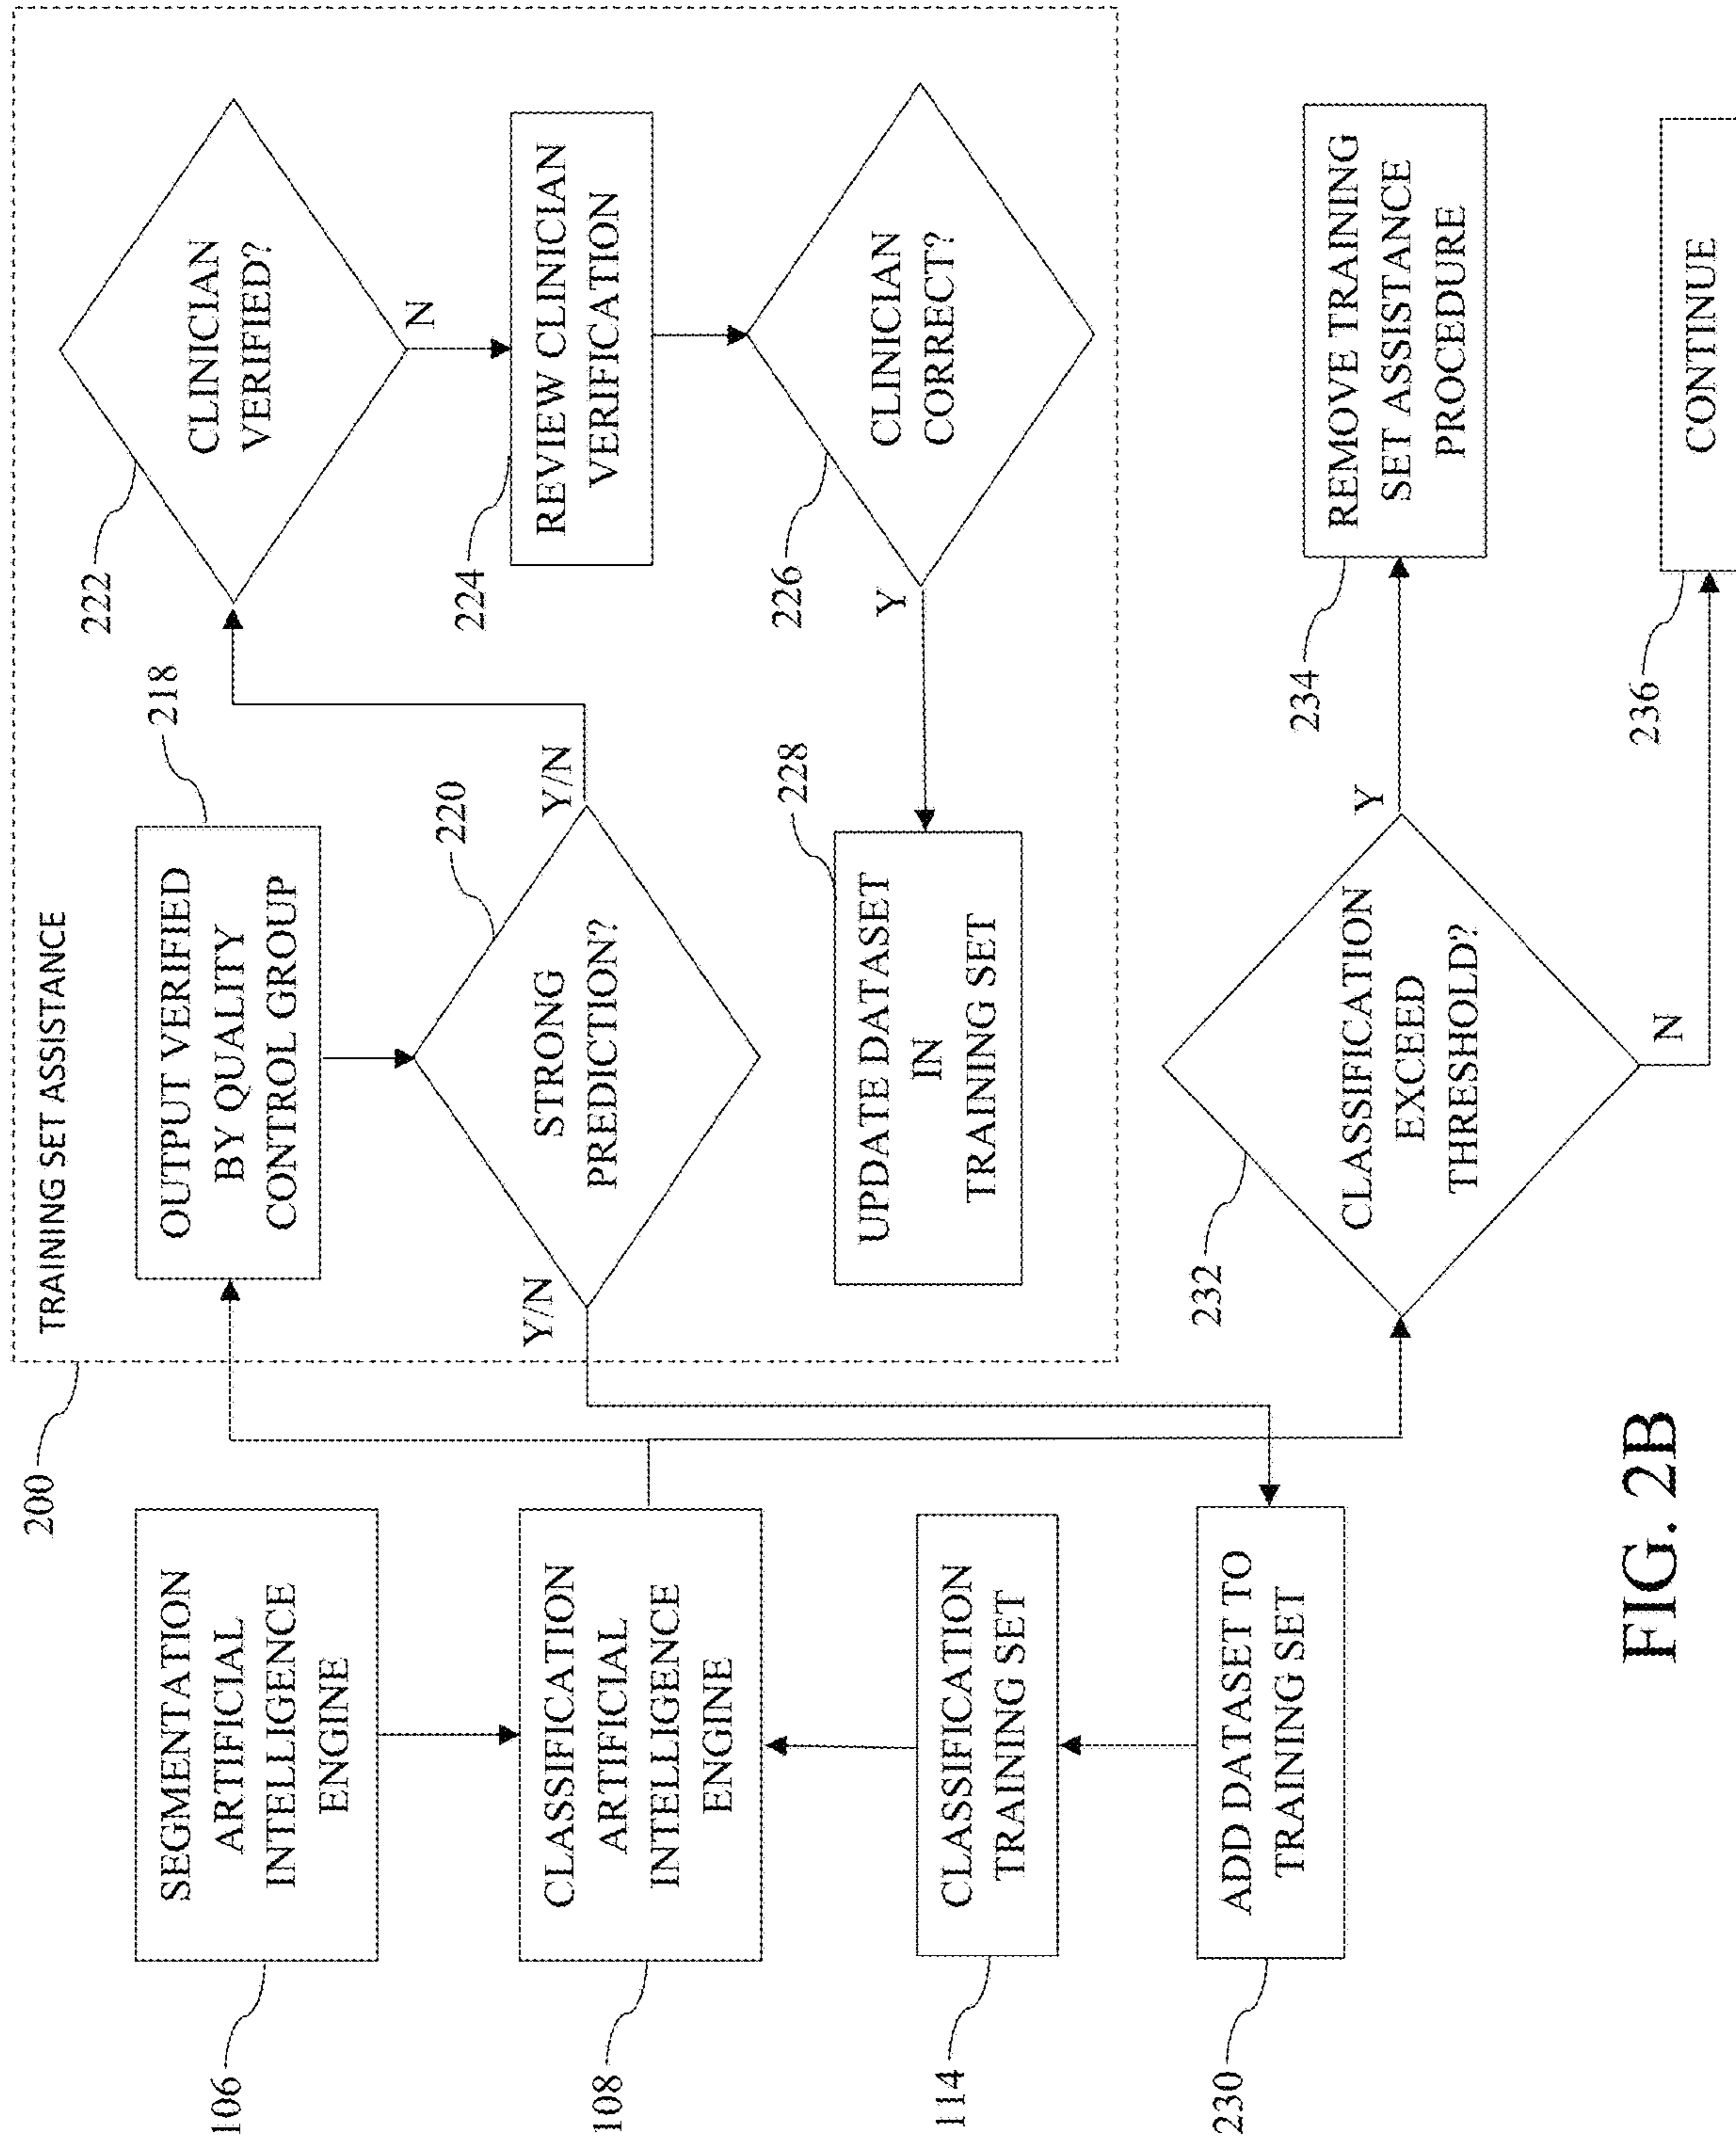 200
TRAINING SET ASSISTANCE
106
SEGMENTATION
ARTIFICIAL
INTELLIGENCE
ENGINE
OUTPUT VERIFIED
BY QUALITY
CONTROL GROUP
218
222
CLINICIAN
VERIFIED?
N
108
CLASSIFICATION
ARTIFICIAL
INTELLIGENCE
ENGINE
Y/N
STRONG
PREDICTION?
220
Y/N
224
REVIEW CLINICIAN
VERIFICATION
114
CLASSIFICATION
TRAINING SET
UPDATE DATASET
IN
TRAINING SET
228
Y
226
CLINICIAN
CORRECT?
230
ADD DATASET TO
TRAINING SET
232
CLASSIFICATION
EXCEED
THRESHOLD?
Y
N
234
REMOVE TRAINING
SET ASSISTANCE
PROCEDURE
236
CONTINUE
FIG. 2B